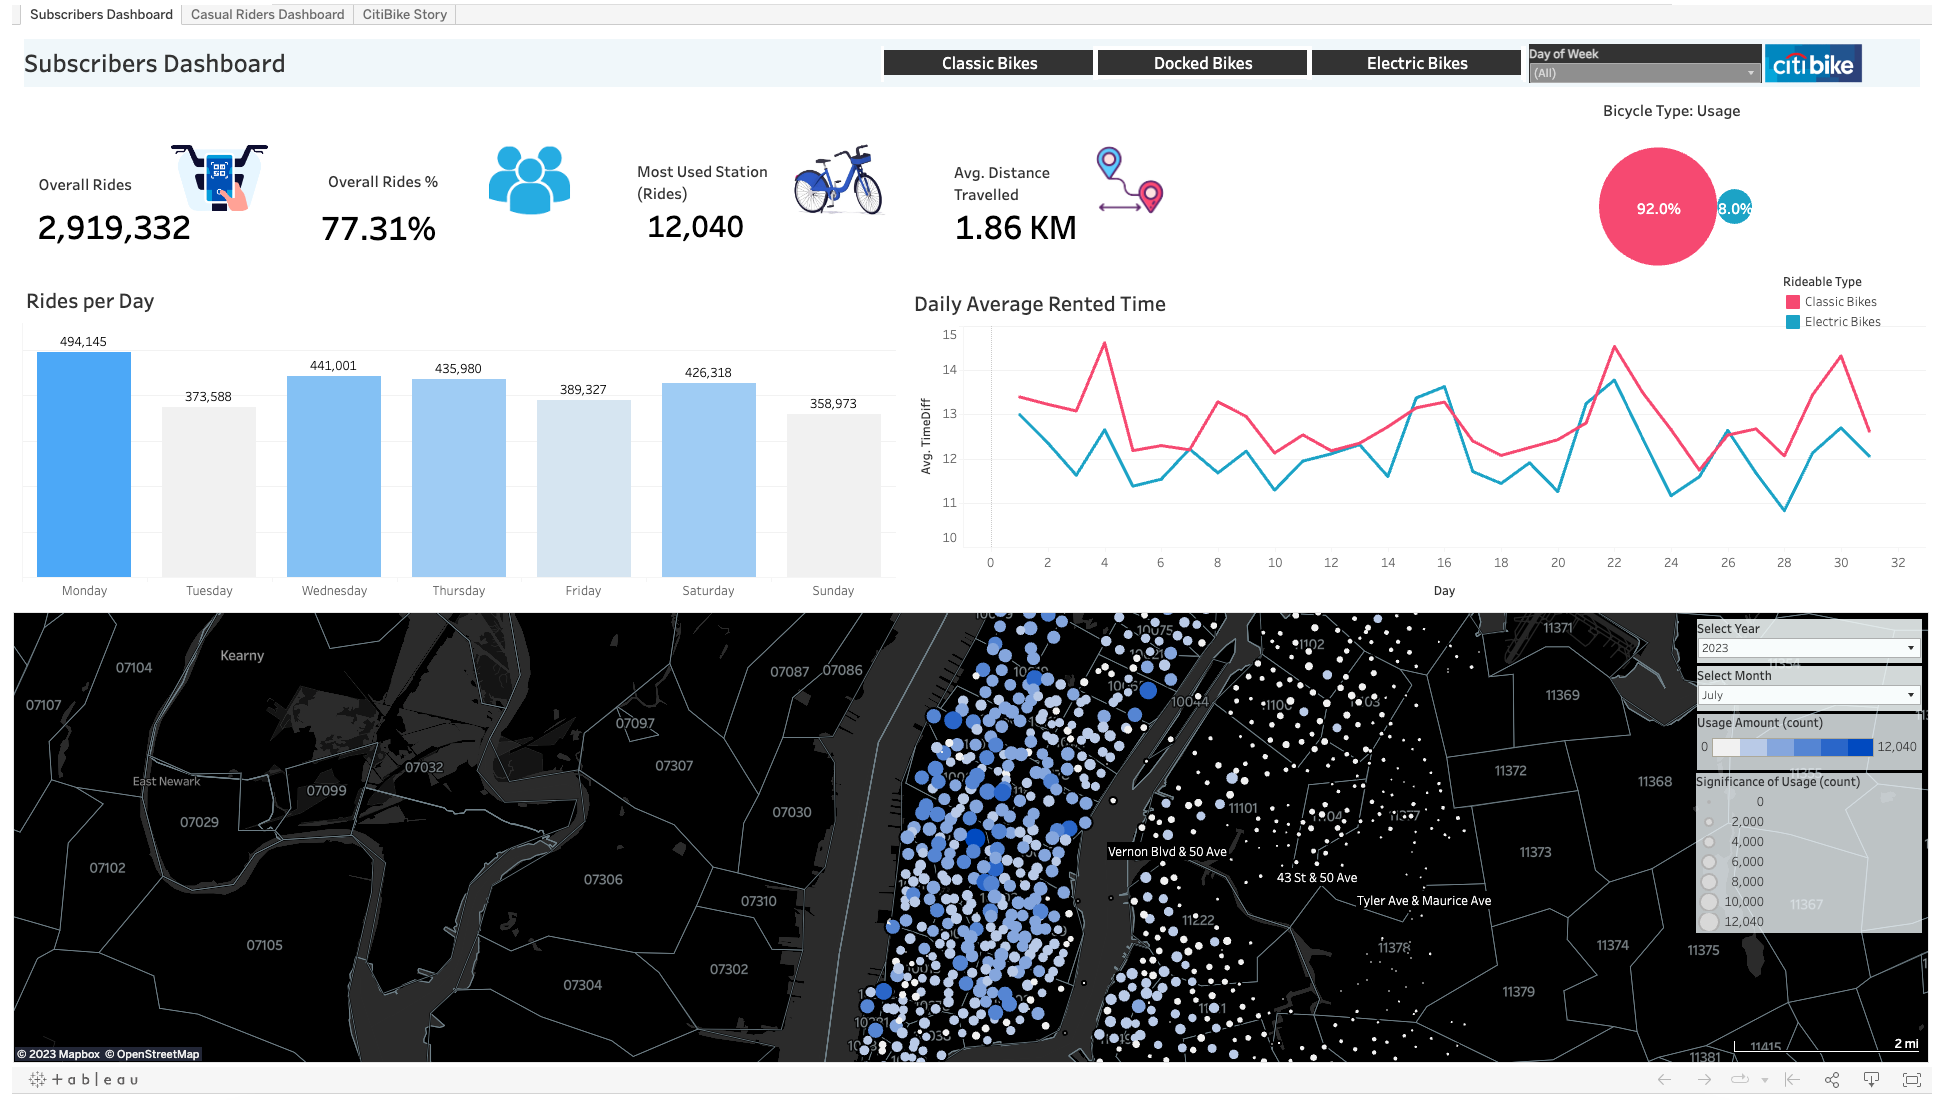 Subscribers Dashboard
Casual Riders Dashboard
CitiBike Story
Subscribers Dashboard
Classic Bikes
Docked Bikes
Electric Bikes
Day of Week
(All)
citi bike
Bicycle Type: Usage
92.0%
8.0%
Overall Rides
2,919,332
Overall Rides %
77.31%
Most Used Station
(Rides)
12,040
Avg. Distance
Travelled
1.86 KM
Rideable Type
Classic Bikes
Electric Bikes
Rides per Day
494,145
373,588
441,001
435,980
389,327
426,318
358,973
Monday
Tuesday
Wednesday
Thursday
Friday
Saturday
Sunday
Daily Average Rented Time
Avg. TimeDiff
15
14
13
12
11
10
0
2
4
6
8
10
12
14
16
18
20
22
24
26
28
30
32
Day
Kearny
07104
07107
07087
07086
07097
07032
07307
East Newark
07099
07029
07030
07102
07306
07310
07105
07302
07304
10075
10044
11101
11222
11378
11371
11369
11372
11368
11373
11367
11374
11375
11379
11381
11415
Vernon Blvd & 50 Ave
43 St & 50 Ave
Tyler Ave & Maurice Ave
Select Year
2023
Select Month
July
Usage Amount (count)
0
12,040
Significance of Usage (count)
0
2,000
4,000
6,000
8,000
10,000
12,040
2 mi
© 2023 Mapbox © OpenStreetMap
+ableau